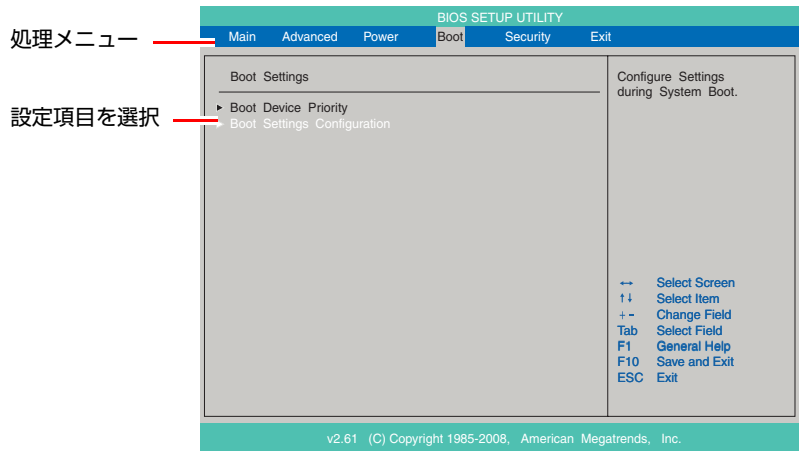 BIOS SETUP UTILITY
処理メニュー
Main Advanced Power Boot Security Exit
Boot Settings
Configure Settings
during System Boot.
Boot Device Priority
設定項目を選択
Boot Settings Configuration
↔ Select Screen
↑↓ Select Item
+- Change Field
Tab Select Field
F1 General Help
F10 Save and Exit
ESC Exit
v2.61 (C) Copyright 1985-2008, American Megatrends, Inc.